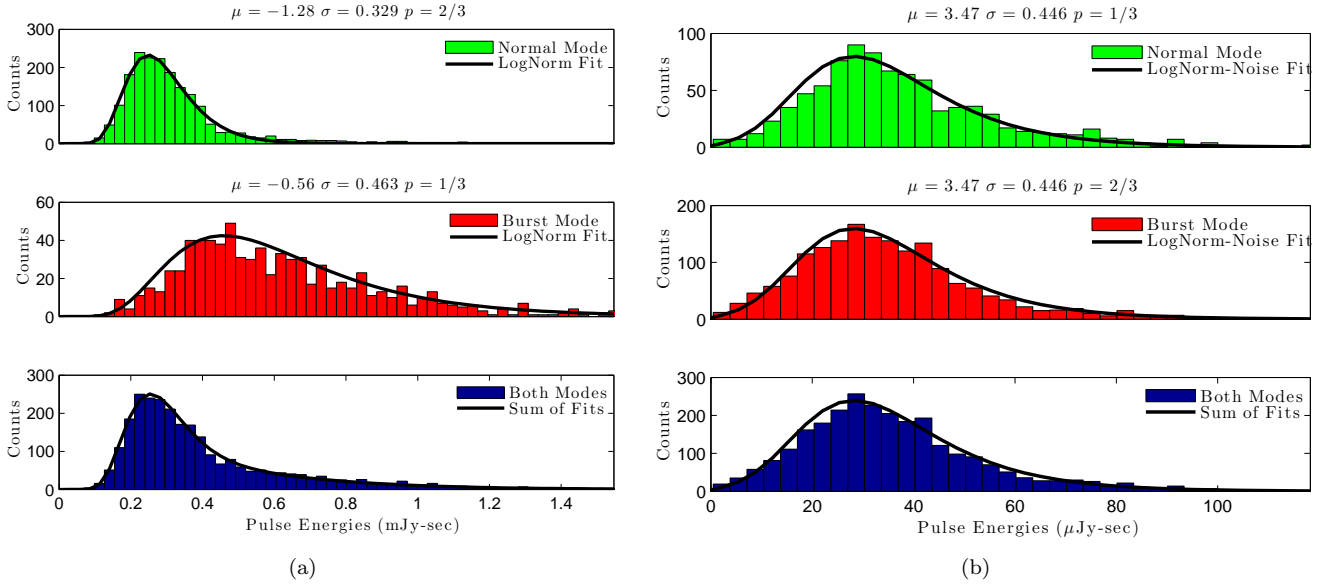 μ = −1.28 σ = 0.329 p = 2/3
300
200
100
0
Counts
Normal Mode
LogNorm Fit
μ = −0.56 σ = 0.463 p = 1/3
60
40
20
0
Counts
Burst Mode
LogNorm Fit
300
200
100
0
Counts
Both Modes
Sum of Fits
0 0.2 0.4 0.6 0.8 1 1.2 1.4
Pulse Energies (mJy-sec)
(a)
μ = 3.47 σ = 0.446 p = 1/3
100
50
0
Counts
Normal Mode
LogNorm-Noise Fit
μ = 3.47 σ = 0.446 p = 2/3
200
100
0
Counts
Burst Mode
LogNorm-Noise Fit
300
200
100
0
Counts
Both Modes
Sum of Fits
0 20 40 60 80 100
Pulse Energies (μJy-sec)
(b)